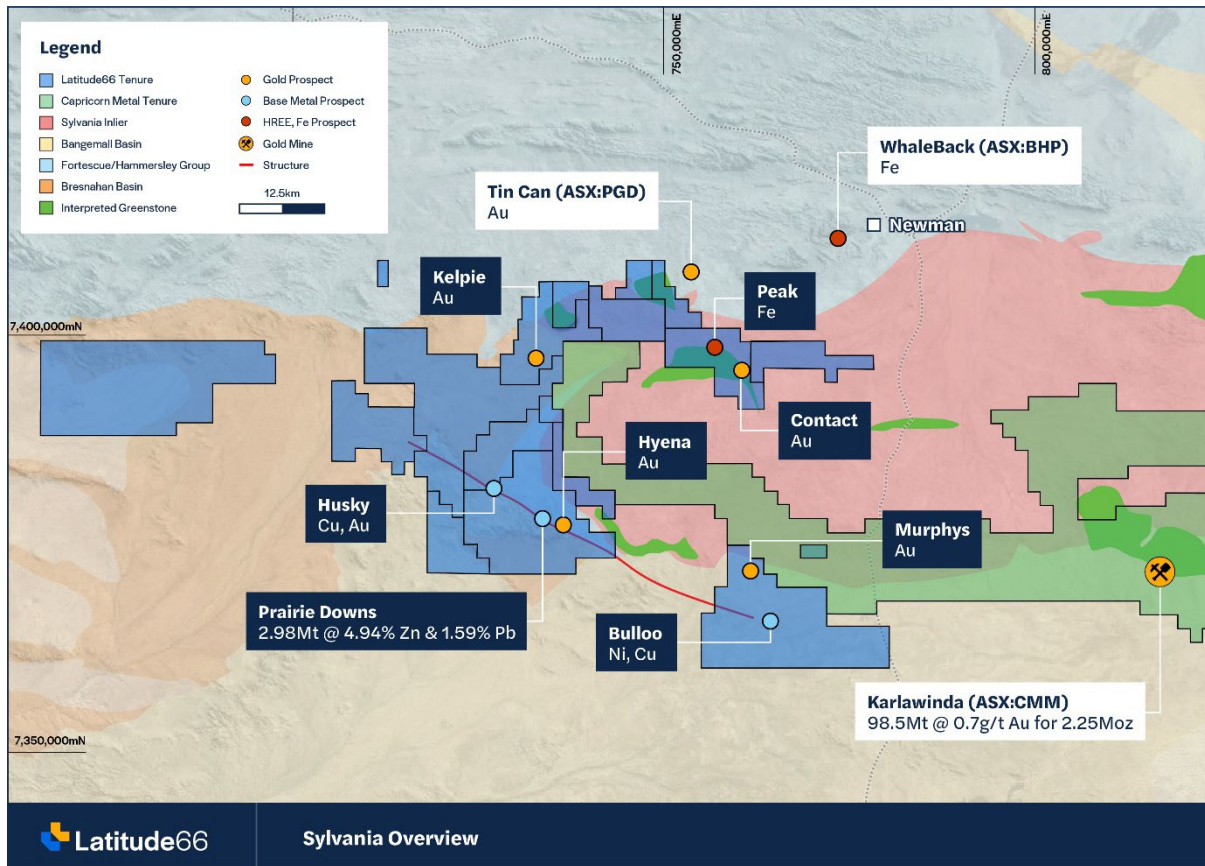 Legend
Latitude66 Tenure
Capricorn Metal Tenure
Sylvania Inlier
Bangemall Basin
Fortescue/Hammersley Group
Bresnahan Basin
Interpreted Greenstone
Gold Prospect
Base Metal Prospect
HREE, Fe Prospect
Gold Mine
Structure
12.5km
750,000mE
800,000mE
WhaleBack (ASX:BHP)
Fe
Tin Can (ASX:PGD)
Au
Newman
Kelpie
Au
Peak
Fe
7,400,000mN
Contact
Au
Hyena
Au
Husky
Cu, Au
Murphys
Au
Prairie Downs
2.98Mt @ 4.94% Zn & 1.59% Pb
Bulloo
Ni, Cu
Karlawinda (ASX:CMM)
98.5Mt @ 0.7g/t Au for 2.25Moz
7,350,000mN
Latitude66
Sylvania Overview